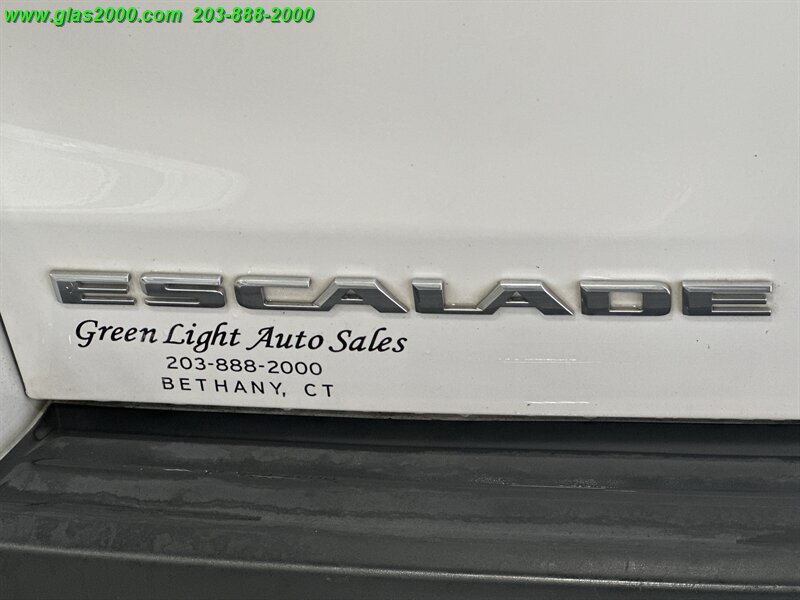 www.glas2000.com 203-888-2000
ESCALADE
Green Light Auto Sales
203-888-2000
BETHANY, CT